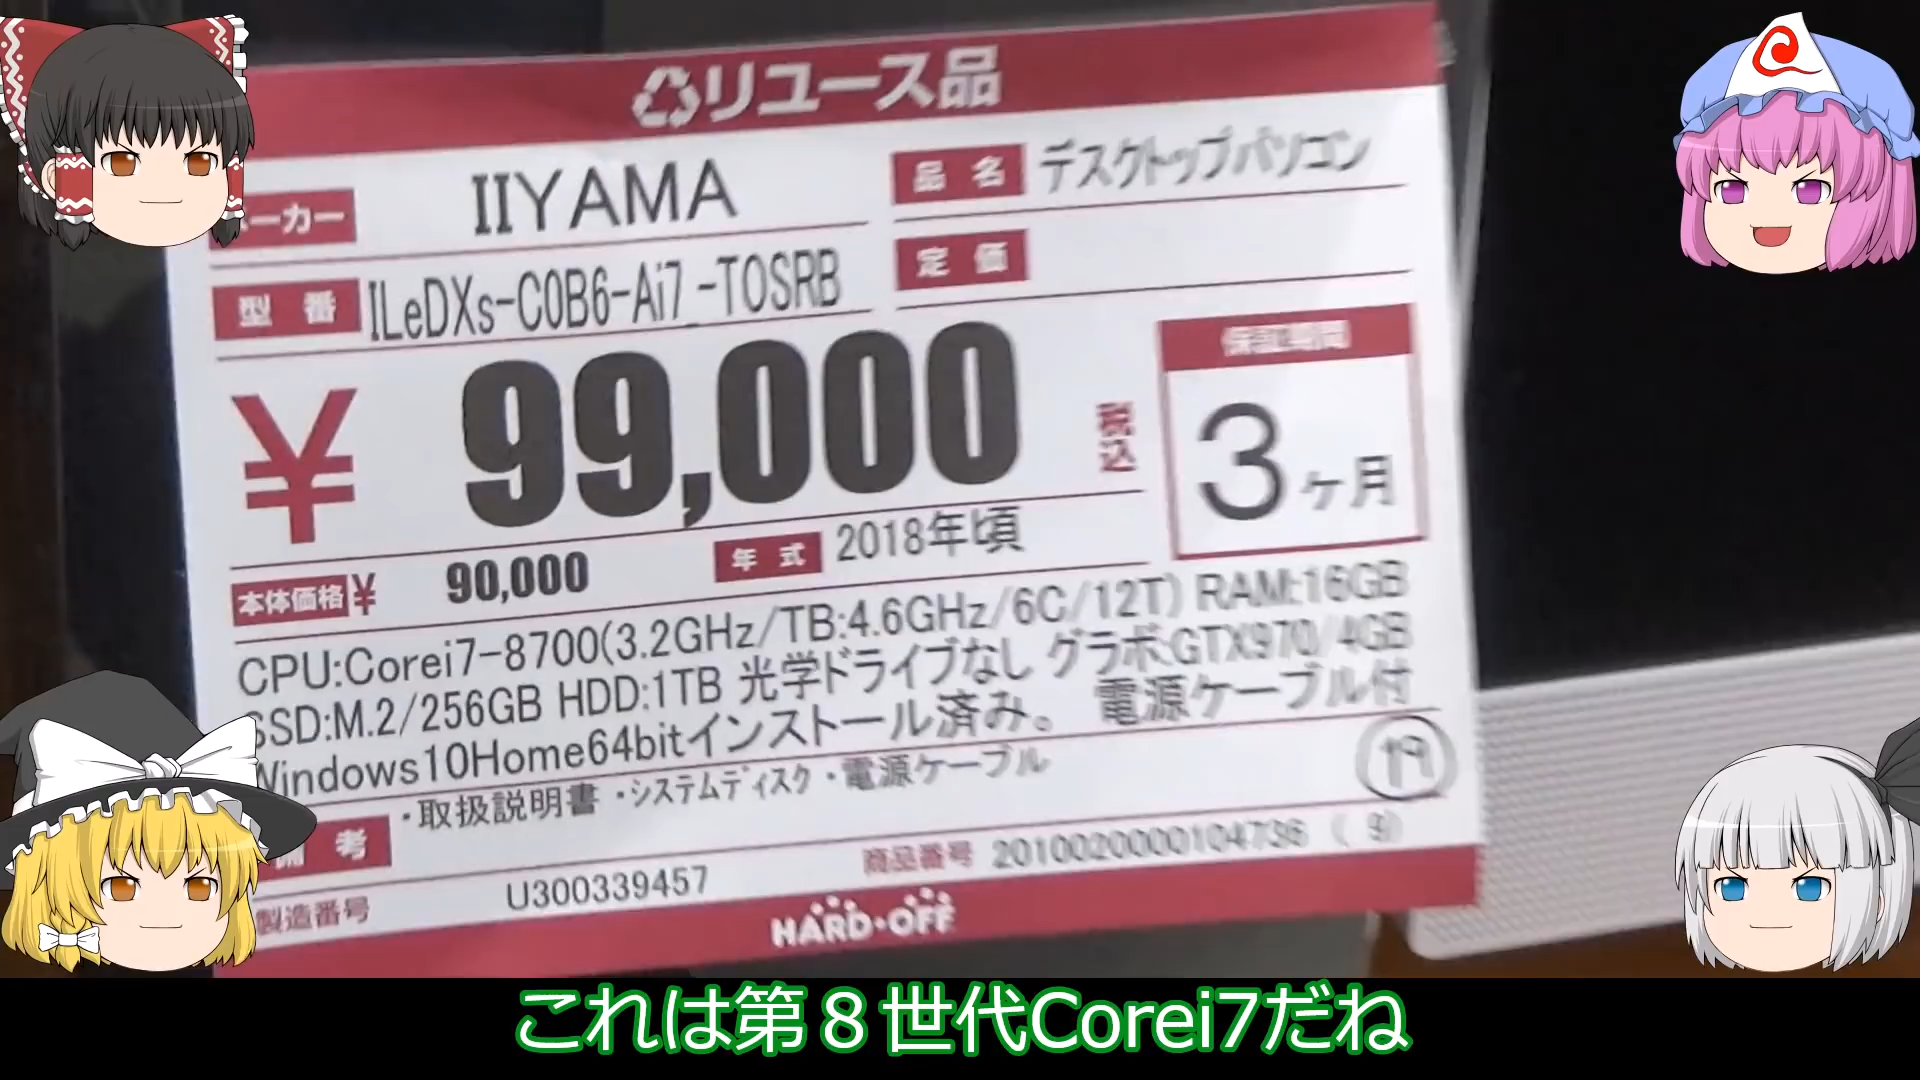 リユース品
ーカー IIYAMA 品名 デスクトップパソコン
型番 ILeDXs-C0B6-Ai7_-TOSRB 定価
¥99,000 税込
保証期間
3ヶ月
本体価格¥ 90,000 年式 2018年頃
CPU:Corei7-8700(3.2GHz/TB:4.6GHz/6C/12T) RAM:16GB
SSD:M.2/256GB HDD:1TB 光学ドライブなし グラボ:GTX970/4GB
Windows10Home64bitインストール済み。 電源ケーブル付
備考 ・取扱説明書 ・システムディスク ・電源ケーブル
製造番号 U300339457 商品番号 2010020000104736 ( 9)
HARD・OFF
これは第８世代Corei7だね